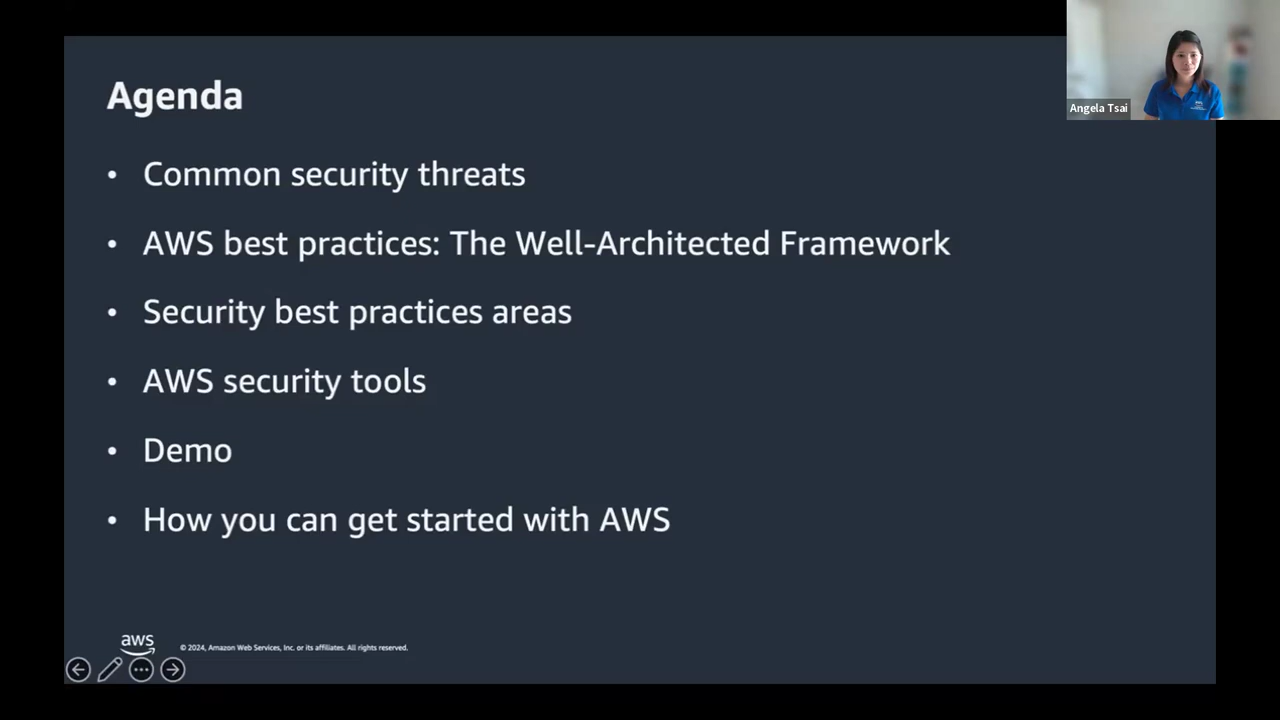 Agenda
Angela Tsai
• Common security threats
• AWS best practices: The Well-Architected Framework
• Security best practices areas
• AWS security tools
• Demo
• How you can get started with AWS
aws
© 2024, Amazon Web Services, Inc. or its affiliates. All rights reserved.